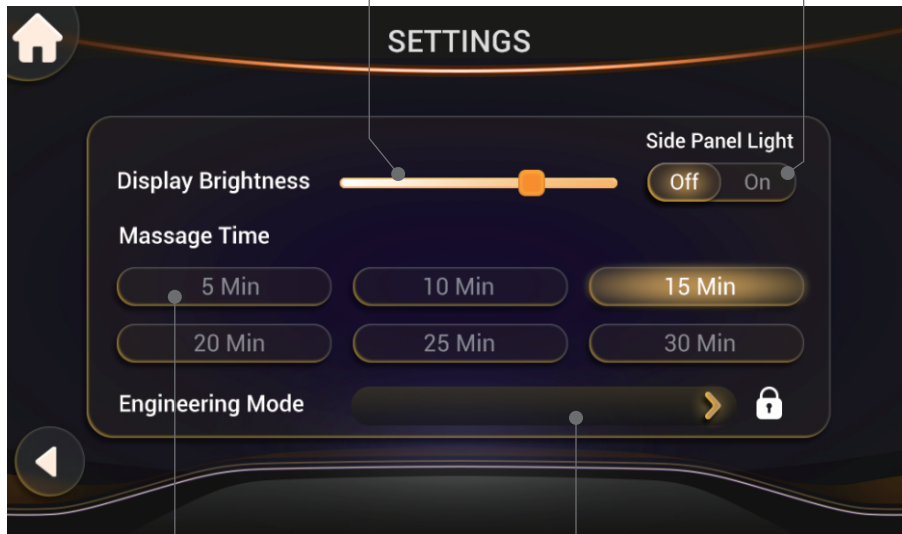 SETTINGS
Side Panel Light
Display Brightness
Off On
Massage Time
5 Min 10 Min 15 Min
20 Min 25 Min 30 Min
Engineering Mode